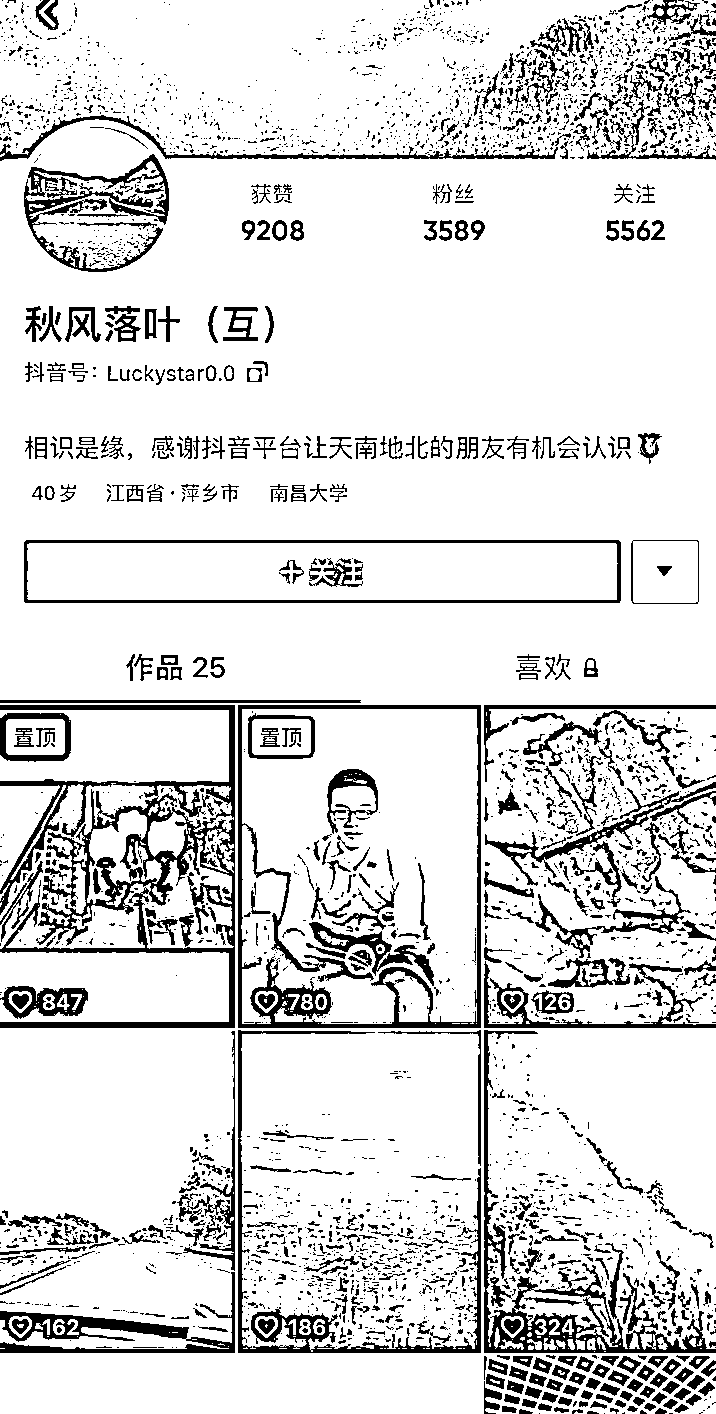 获赞 粉丝 关注
9208 3589 5562
秋风落叶（互）
抖音号：Luckystar0.0
相识是缘，感谢抖音平台让天南地北的朋友有机会认识
40岁 江西省·萍乡市 南昌大学
+关注
作品 25 喜欢
置顶 置顶
847 780 126
162 186 324